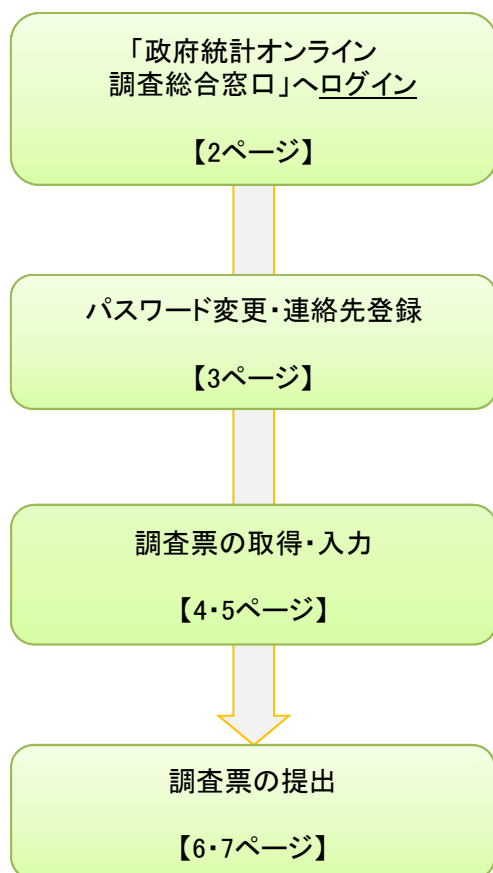 「政府統計オンライン
調査総合窓口」へログイン
【2ページ】
パスワード変更・連絡先登録
【3ページ】
調査票の取得・入力
【4・5ページ】
調査票の提出
【6・7ページ】